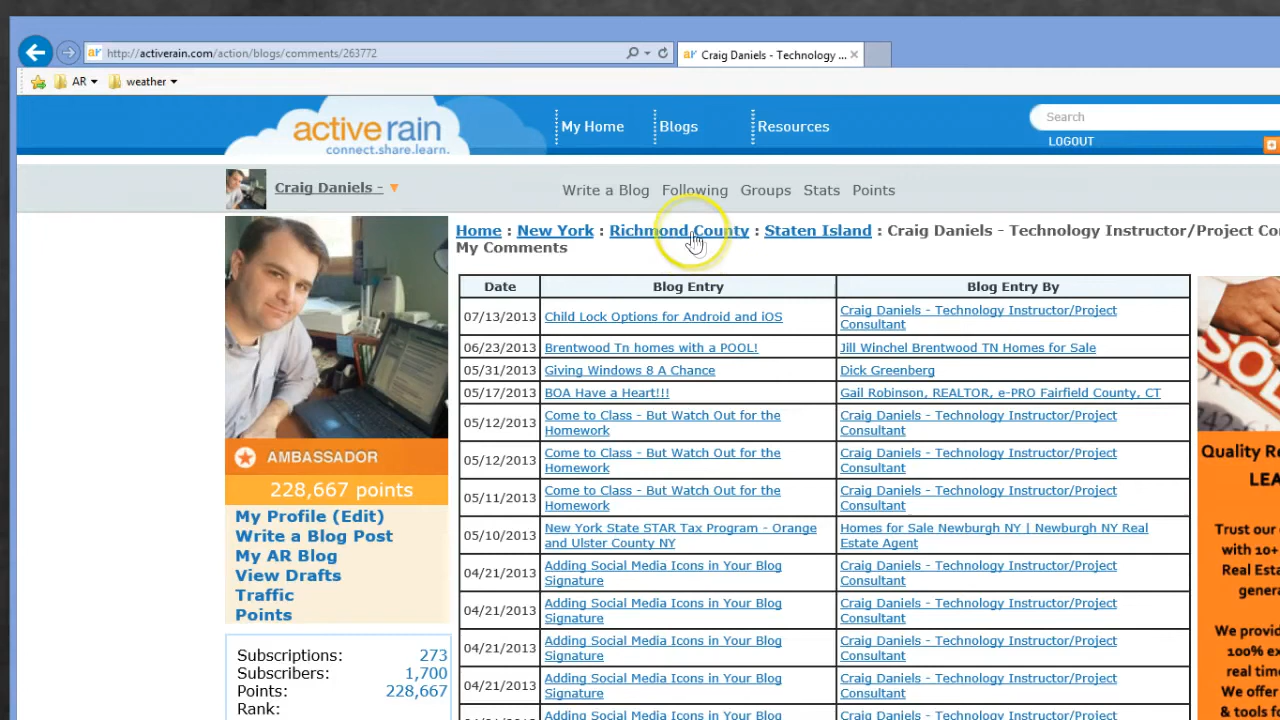 http://activerain.com/action/blogs/comments/263772
Craig Daniels - Technology ...
AR
weather
active rain
connect.share.learn.
My Home
Blogs
Resources
Search
LOGOUT
Craig Daniels -
Write a Blog
Following
Groups
Stats
Points
Home : New York : Richmond County : Staten Island : Craig Daniels - Technology Instructor/Project Co
My Comments
Date
Blog Entry
Blog Entry By
07/13/2013
Child Lock Options for Android and iOS
Craig Daniels - Technology Instructor/Project
Consultant
06/23/2013
Brentwood Tn homes with a POOL!
Jill Winchel Brentwood TN Homes for Sale
05/31/2013
Giving Windows 8 A Chance
Dick Greenberg
05/17/2013
BOA Have a Heart!!!
Gail Robinson, REALTOR, e-PRO Fairfield County, CT
05/12/2013
Come to Class - But Watch Out for the
Homework
Craig Daniels - Technology Instructor/Project
Consultant
05/12/2013
Come to Class - But Watch Out for the
Homework
Craig Daniels - Technology Instructor/Project
Consultant
05/11/2013
Come to Class - But Watch Out for the
Homework
Craig Daniels - Technology Instructor/Project
Consultant
05/10/2013
New York State STAR Tax Program - Orange
and Ulster County NY
Homes for Sale Newburgh NY | Newburgh NY Real
Estate Agent
04/21/2013
Adding Social Media Icons in Your Blog
Signature
Craig Daniels - Technology Instructor/Project
Consultant
04/21/2013
Adding Social Media Icons in Your Blog
Signature
Craig Daniels - Technology Instructor/Project
Consultant
04/21/2013
Adding Social Media Icons in Your Blog
Signature
Craig Daniels - Technology Instructor/Project
Consultant
04/21/2013
Adding Social Media Icons in Your Blog
Signature
Craig Daniels - Technology Instructor/Project
Consultant
Adding Social Media Icons in Your Blog
Craig Daniels - Technology Instructor/Project
AMBASSADOR
228,667 points
My Profile (Edit)
Write a Blog Post
My AR Blog
View Drafts
Traffic
Points
Subscriptions: 273
Subscribers: 1,700
Points: 228,667
Rank:
SOL
Quality Re
LEA
Trust our
with 10+
Real Esta
genera
We provid
100% ex
real time
We offer
& tools fo